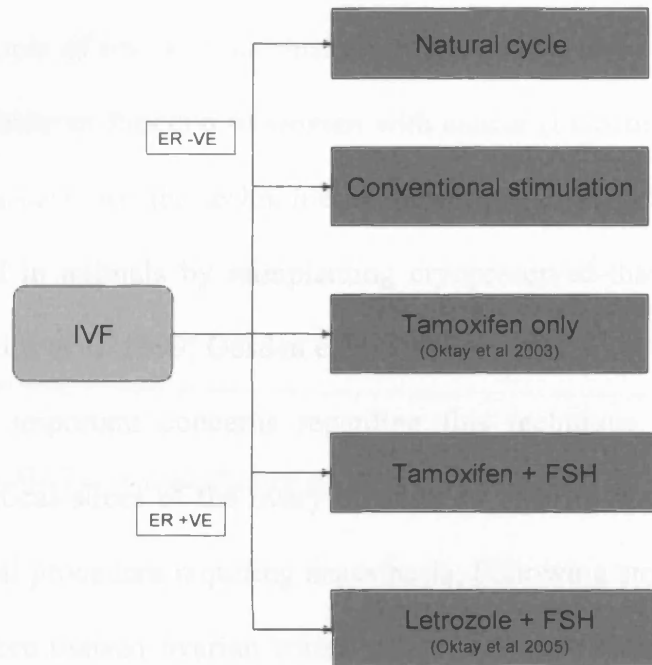 Natural cycle
ER -VE
Conventional stimulation
IVF
Tamoxifen only
(Oktay et al 2003)
Tamoxifen + FSH
ER +VE
Letrozole + FSH
(Oktay et al 2005)